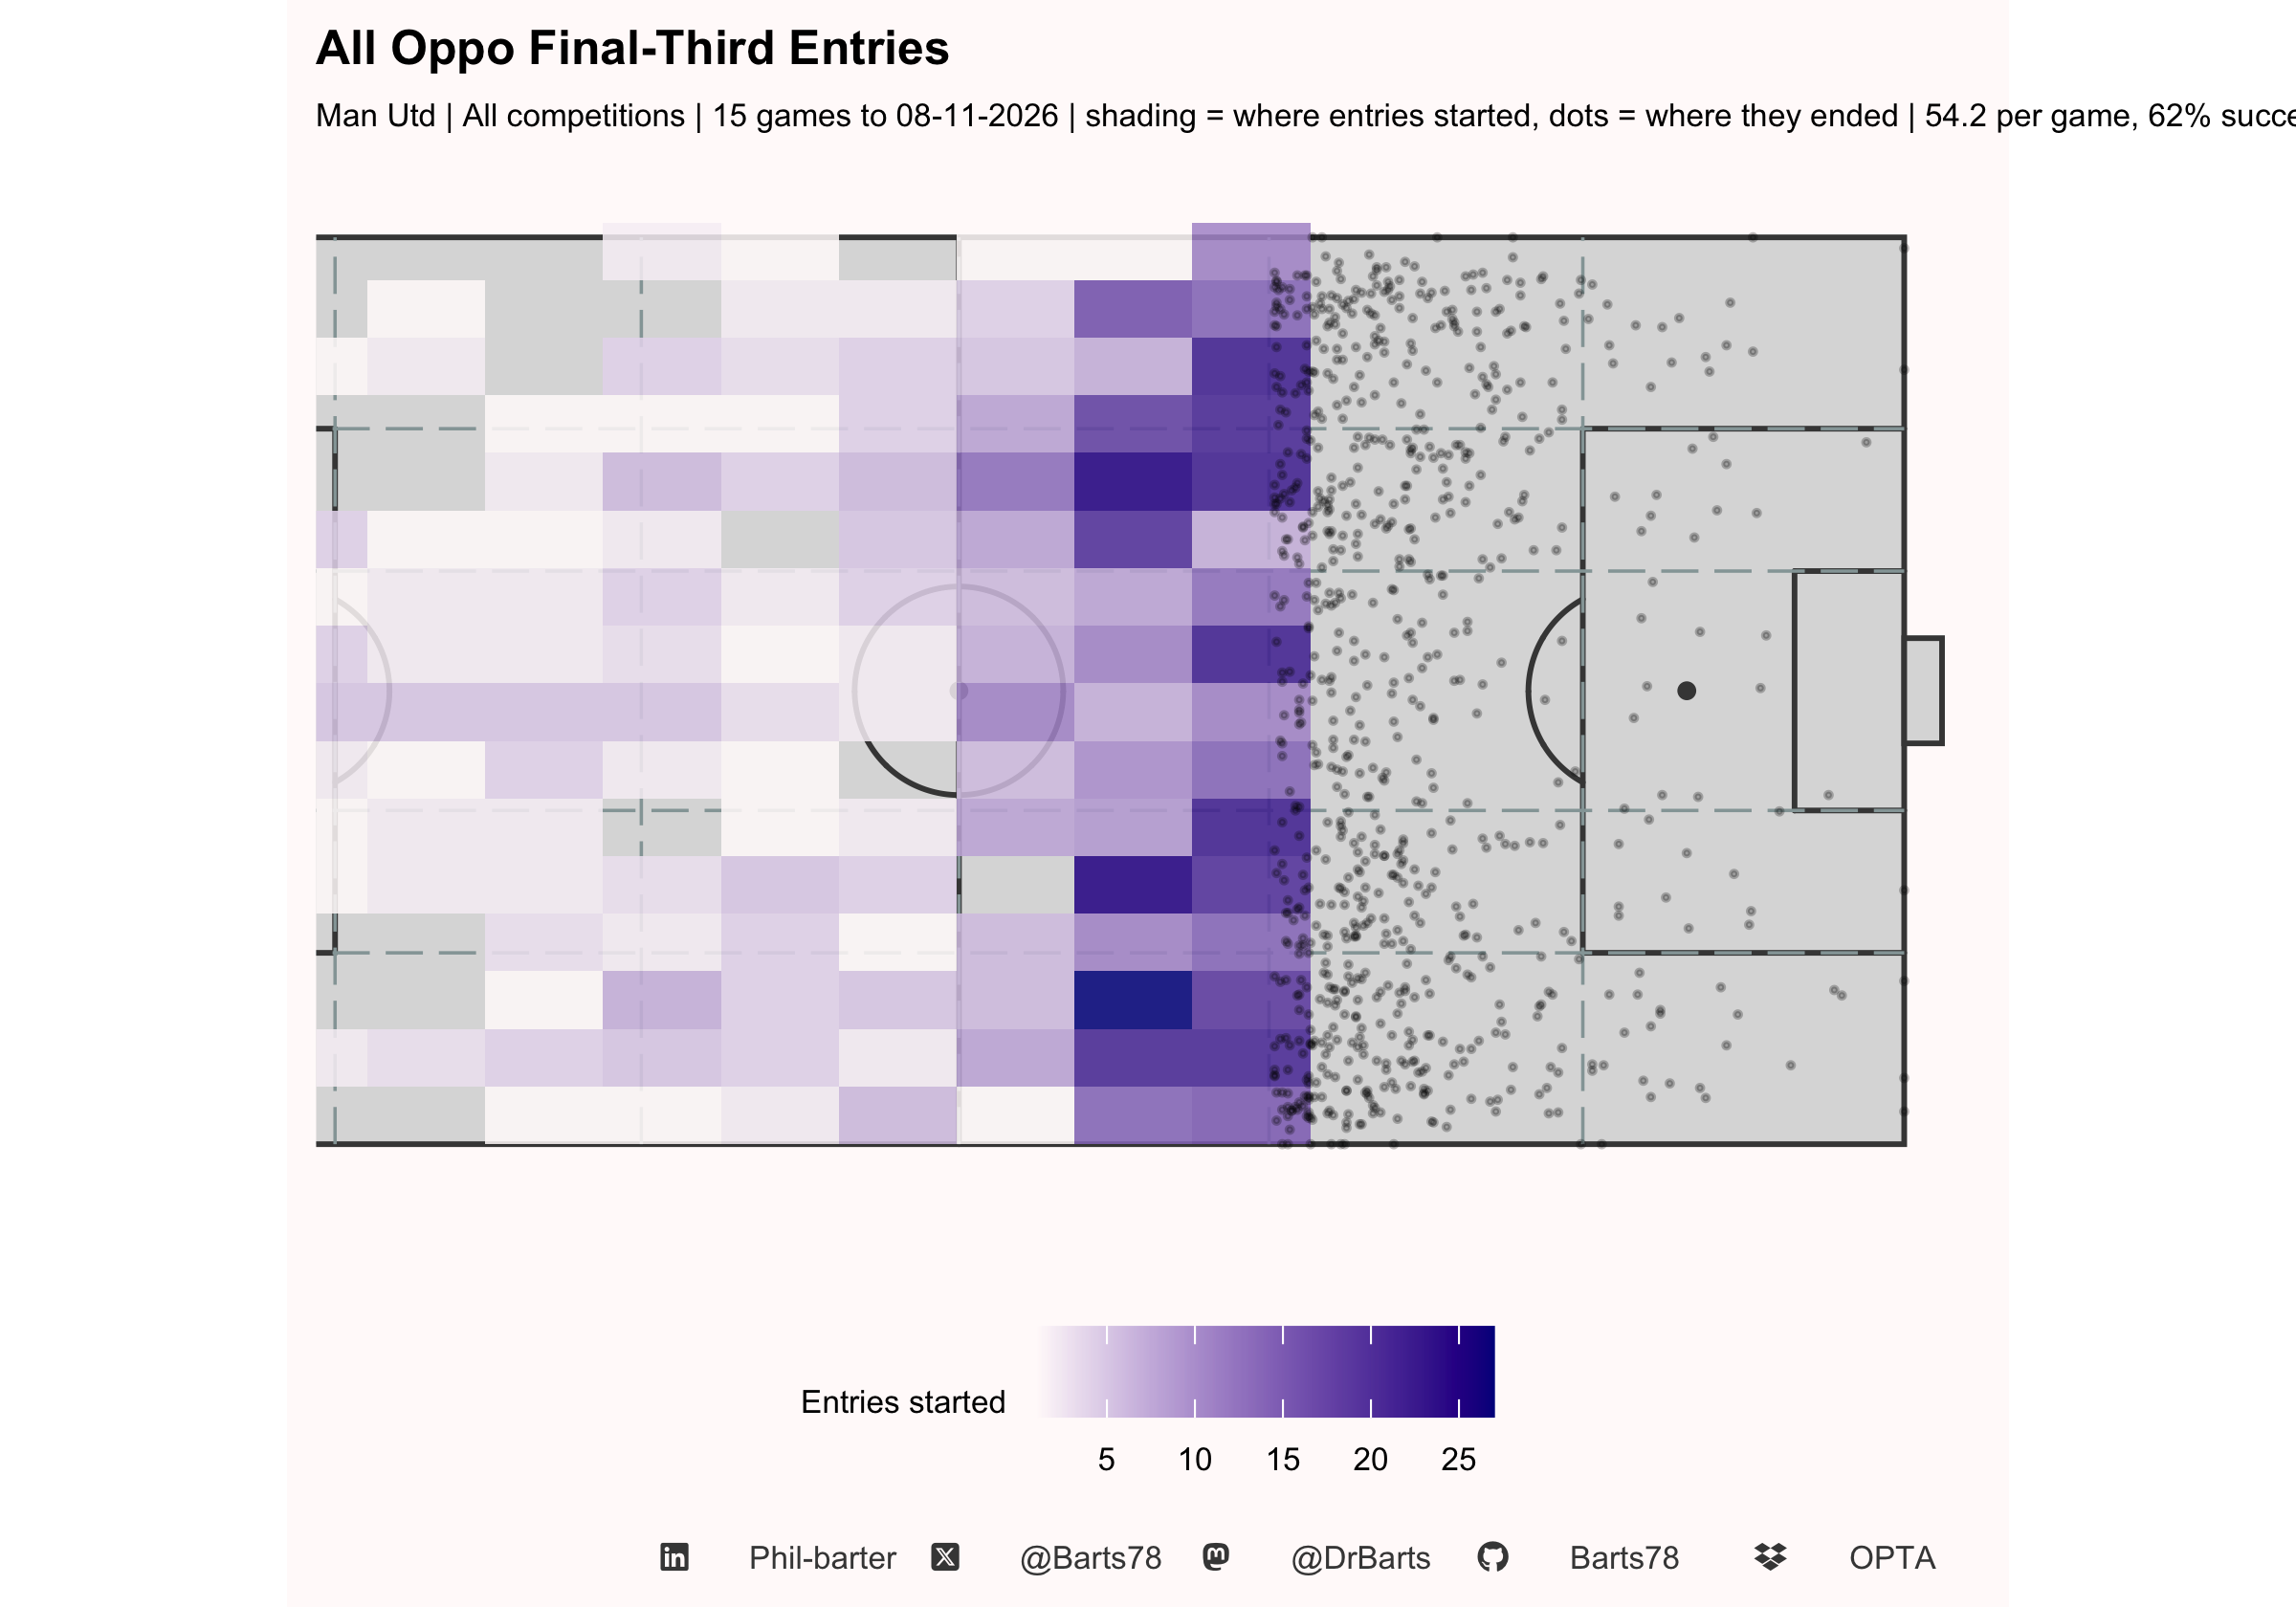 All Oppo Final-Third Entries
Man Utd | All competitions | 15 games to 08-11-2026 | shading = where entries started, dots = where they ended | 54.2 per game, 62% succe
Entries started
5 10 15 20 25
Phil-barter @Barts78 @DrBarts Barts78 OPTA